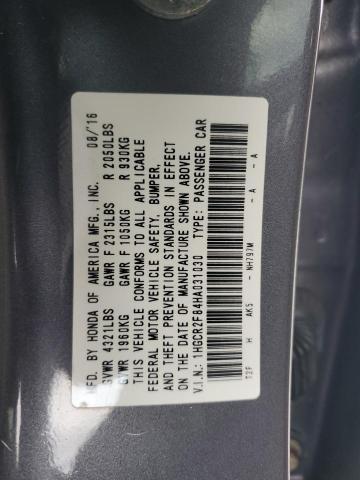 MFD. BY HONDA OF AMERICA MFG., INC. 08/'16
GVWR 4321LBS GAWR F 2315LBS R 2050LBS
GVWR 1960KG GAWR F 1050KG R 930KG
THIS VEHICLE CONFORMS TO ALL APPLICABLE
FEDERAL MOTOR VEHICLE SAFETY, BUMPER,
AND THEFT PREVENTION STANDARDS IN EFFECT
ON THE DATE OF MANUFACTURE SHOWN ABOVE.
V.I.N.: 1HGCR2F84HA031030 TYPE: PASSENGER CAR
T2F H AK5 - NH797M - A - A